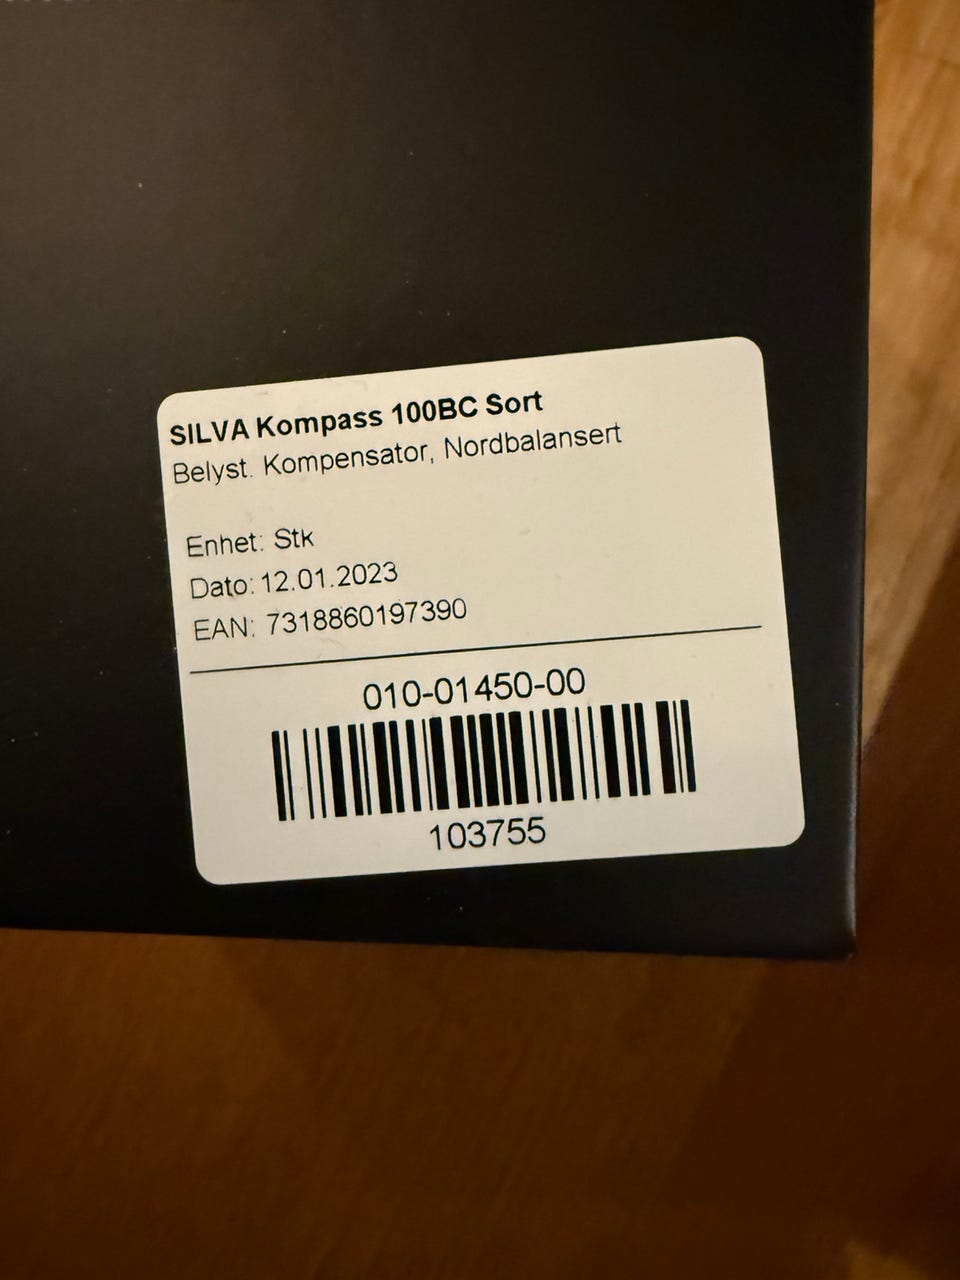 SILVA Kompass 100BC Sort
Belyst. Kompensator, Nordbalansert
Enhet: Stk
Dato: 12.01.2023
EAN: 7318860197390
010-01450-00
103755